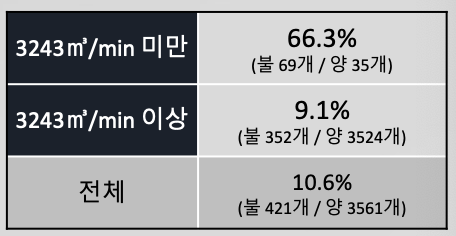 3243㎥/min 미만
66.3%
(불 69개 / 양 35개)
3243㎥/min 이상
9.1%
(불 352개 / 양 3524개)
전체
10.6%
(불 421개 / 양 3561개)